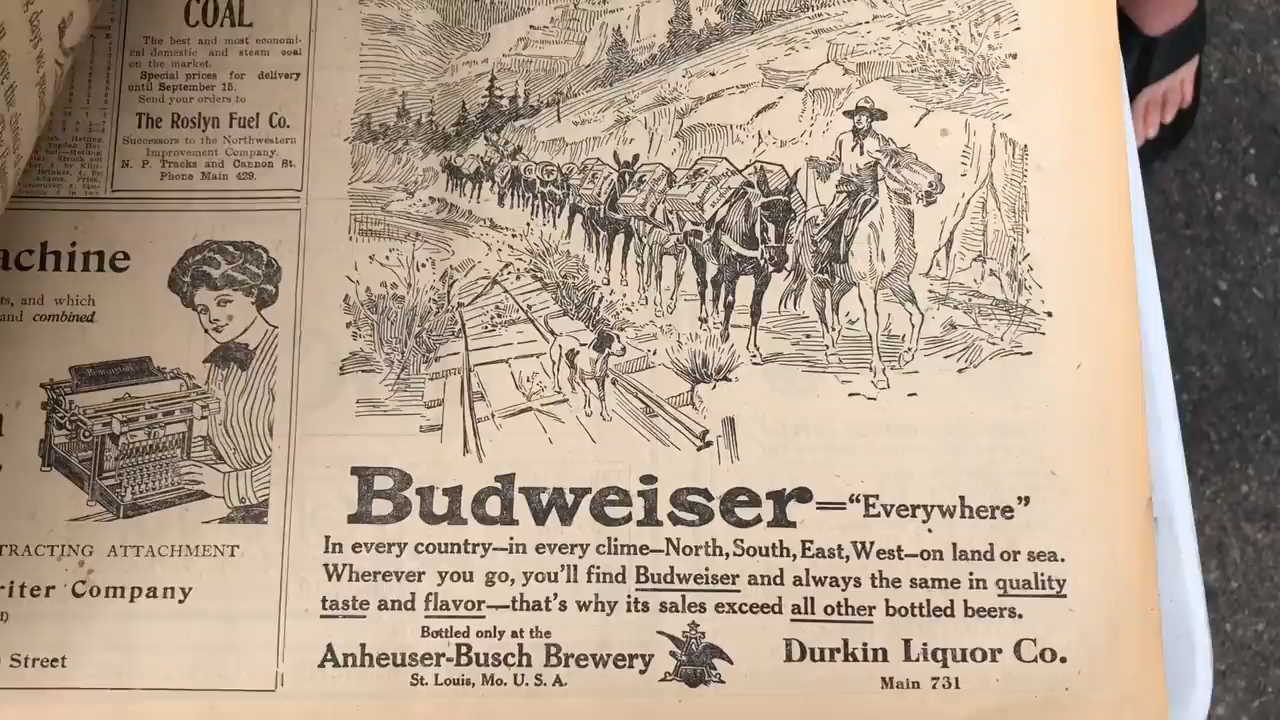 COAL
The best and most economi-
cal domestic and steam coal
on the market.
Special prices for delivery
until September 15.
Send your orders to
The Roslyn Fuel Co.
Successors to the Northwestern
Improvement Company.
N. P. Tracks and Cannon St.
Phone Main 429.
achine
ts, and which
and combined
Remington
TRACTING ATTACHMENT
riter Company
Street
Budweiser="Everywhere"
In every country—in every clime—North, South, East, West—on land or sea.
Wherever you go, you'll find Budweiser and always the same in quality
taste and flavor—that's why its sales exceed all other bottled beers.
Bottled only at the
Anheuser-Busch Brewery
St. Louis, Mo. U. S. A.
Durkin Liquor Co.
Main 731